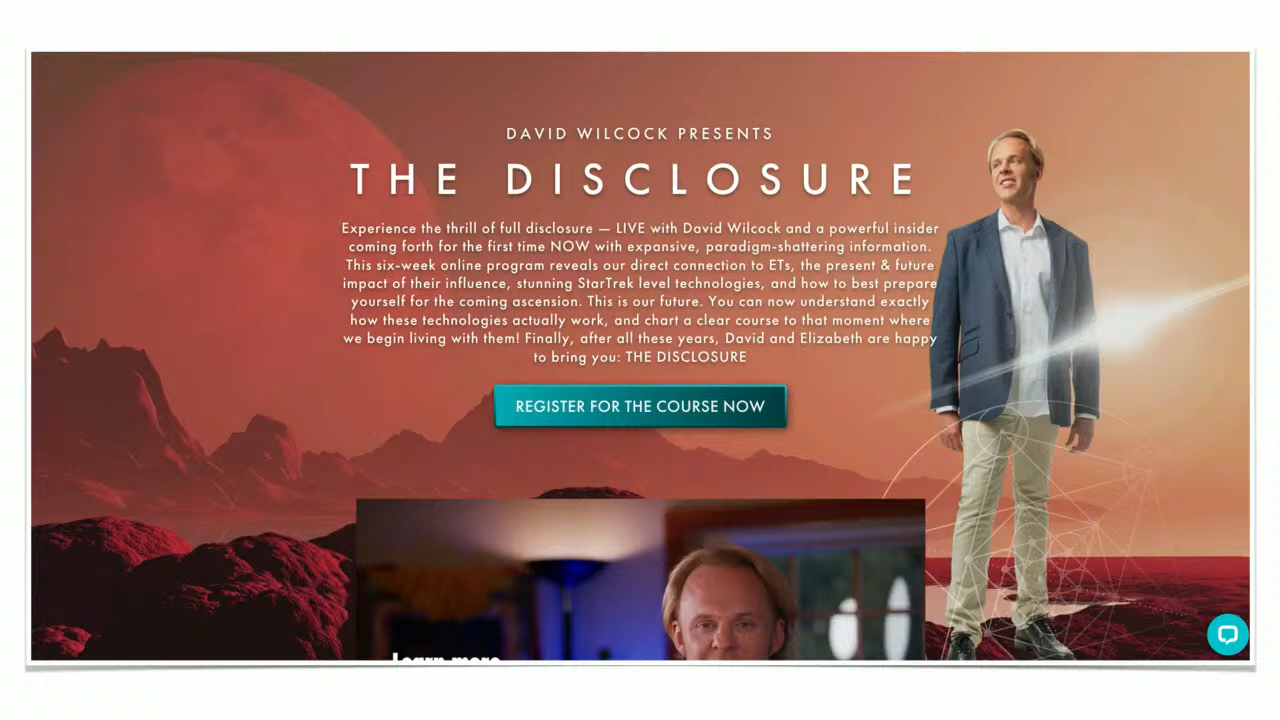 DAVID WILCOCK PRESENTS
THE DISCLOSURE
Experience the thrill of full disclosure — LIVE with David Wilcock and a powerful insider
coming forth for the first time NOW with expansive, paradigm-shattering information.
This six-week online program reveals our direct connection to ETs, the present & future
impact of their influence, stunning StarTrek level technologies, and how to best prepare
yourself for the coming ascension. This is our future. You can now understand exactly
how these technologies actually work, and chart a clear course to that moment where
we begin living with them! Finally, after all these years, David and Elizabeth are happy
to bring you: THE DISCLOSURE
REGISTER FOR THE COURSE NOW
Learn more